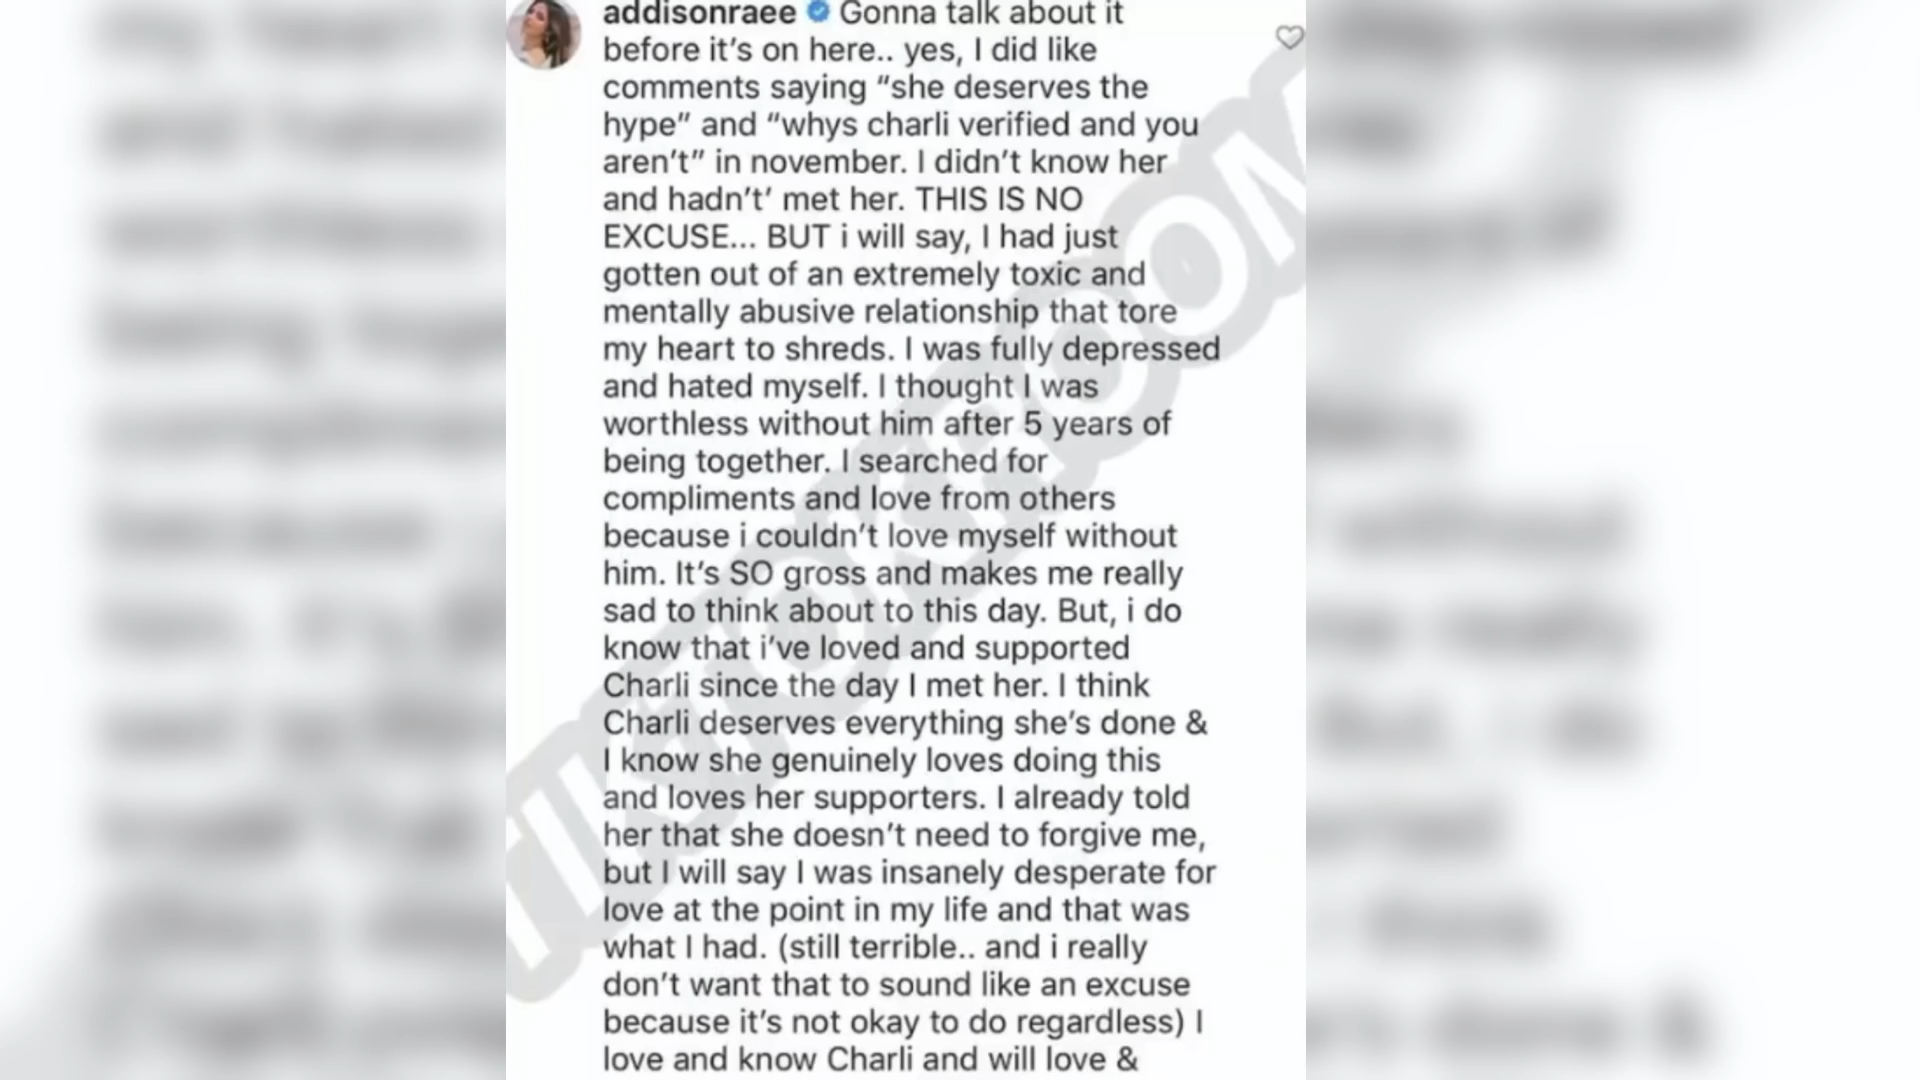 addisonraee Gonna talk about it
before it's on here.. yes, I did like
comments saying “she deserves the
hype” and “whys charli verified and you
aren't” in november. I didn't know her
and hadn't' met her. THIS IS NO
EXCUSE... BUT i will say, I had just
gotten out of an extremely toxic and
mentally abusive relationship that tore
my heart to shreds. I was fully depressed
and hated myself. I thought I was
worthless without him after 5 years of
being together. I searched for
compliments and love from others
because i couldn't love myself without
him. It's SO gross and makes me really
sad to think about to this day. But, i do
know that i've loved and supported
Charli since the day I met her. I think
Charli deserves everything she's done &
I know she genuinely loves doing this
and loves her supporters. I already told
her that she doesn't need to forgive me,
but I will say I was insanely desperate for
love at the point in my life and that was
what I had. (still terrible.. and i really
don't want that to sound like an excuse
because it's not okay to do regardless) I
love and know Charli and will love &
TIKTOKROOM